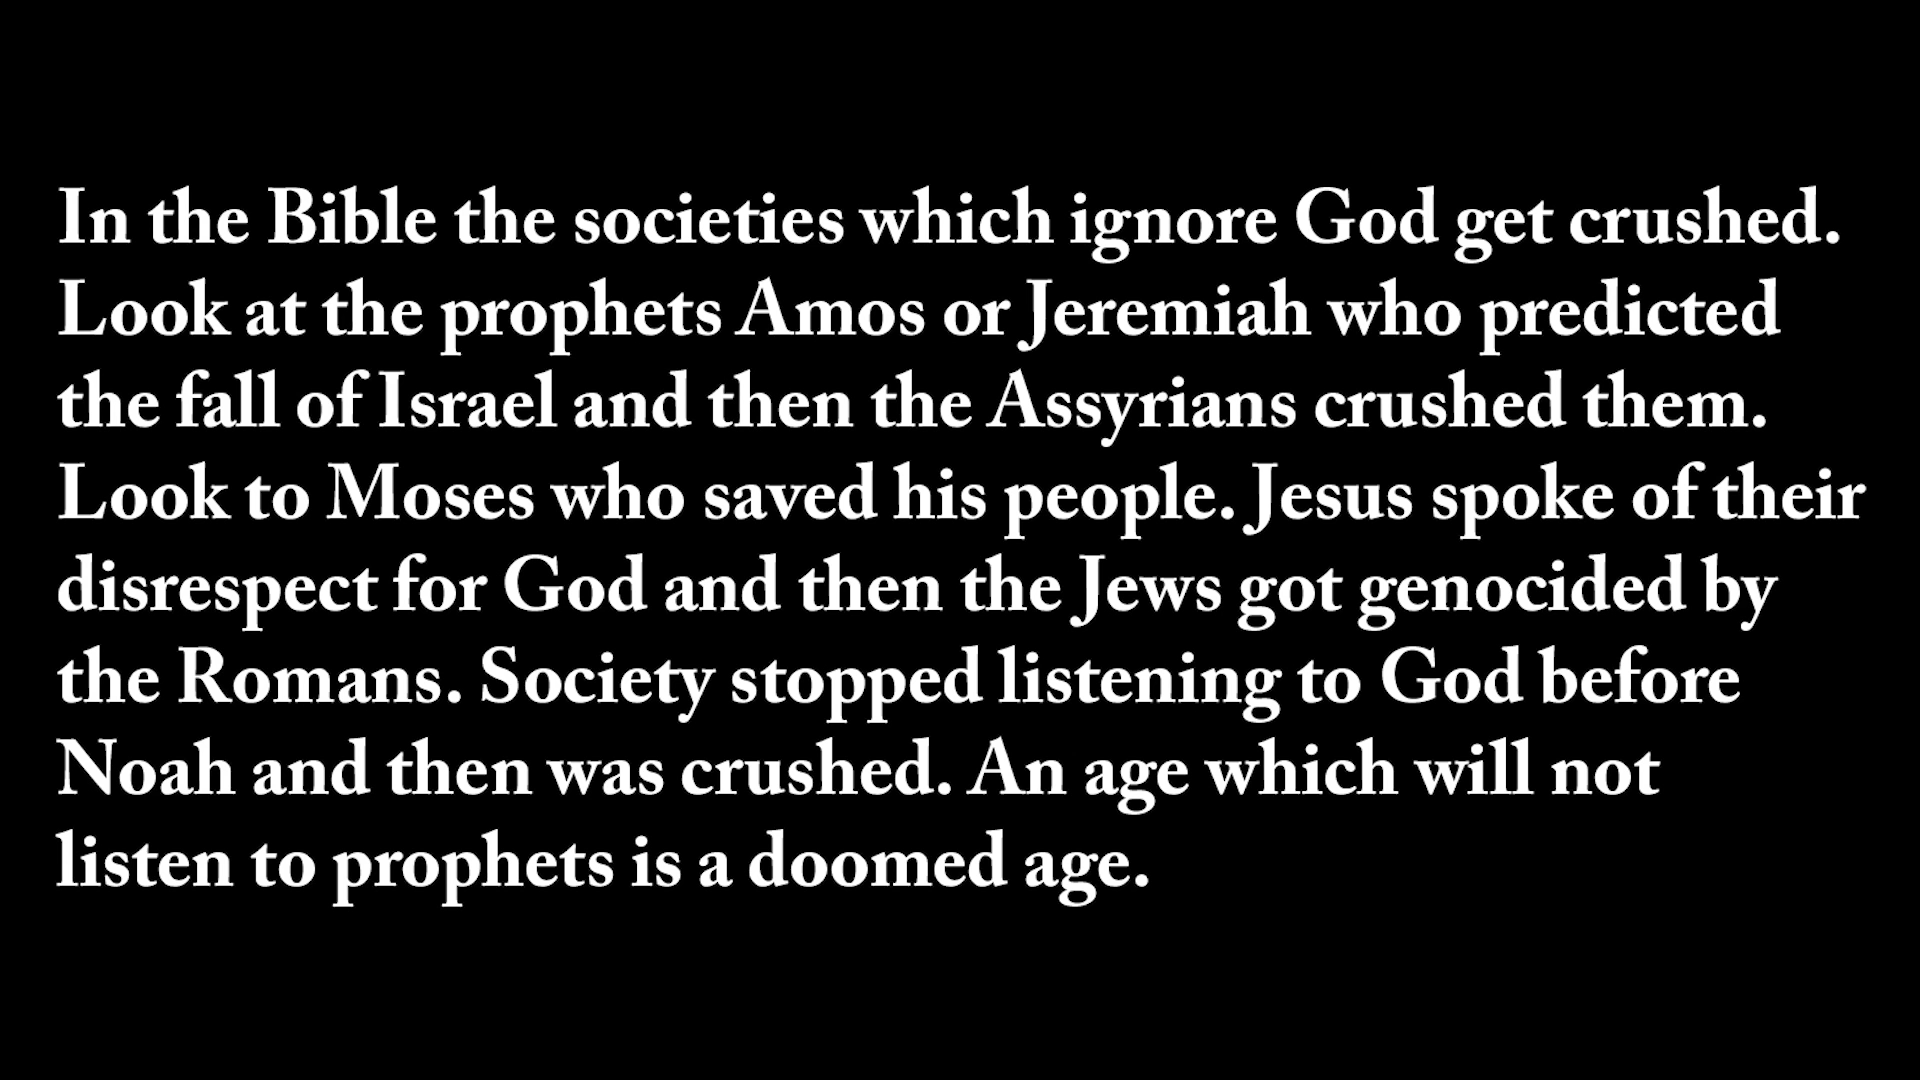 In the Bible the societies which ignore God get crushed.
Look at the prophets Amos or Jeremiah who predicted
the fall of Israel and then the Assyrians crushed them.
Look to Moses who saved his people. Jesus spoke of their
disrespect for God and then the Jews got genocided by
the Romans. Society stopped listening to God before
Noah and then was crushed. An age which will not
listen to prophets is a doomed age.